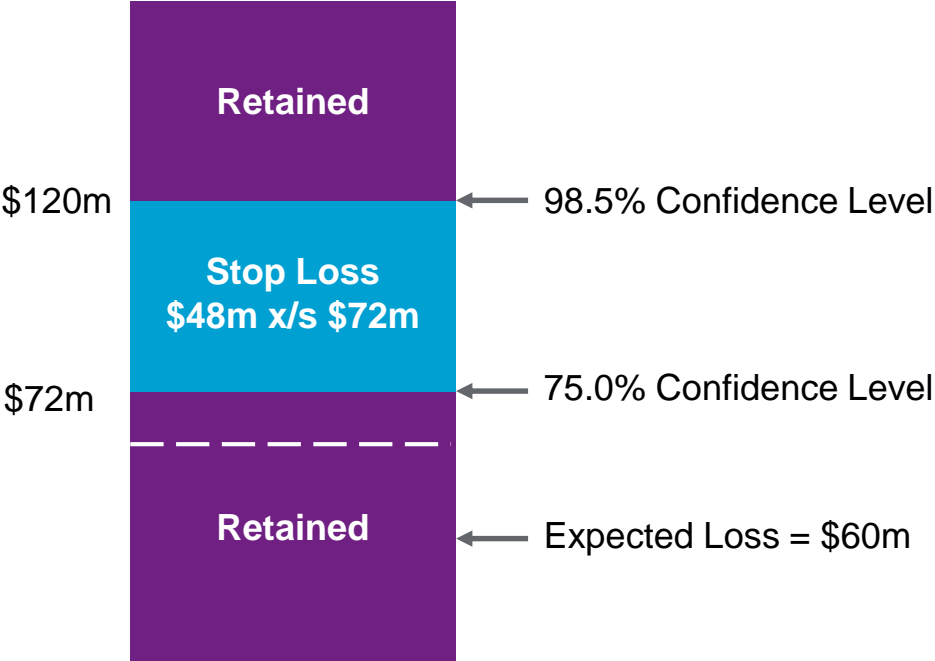 Retained
$120m
98.5% Confidence Level
Stop Loss
$48m x/s $72m
$72m
75.0% Confidence Level
Retained
Expected Loss = $60m